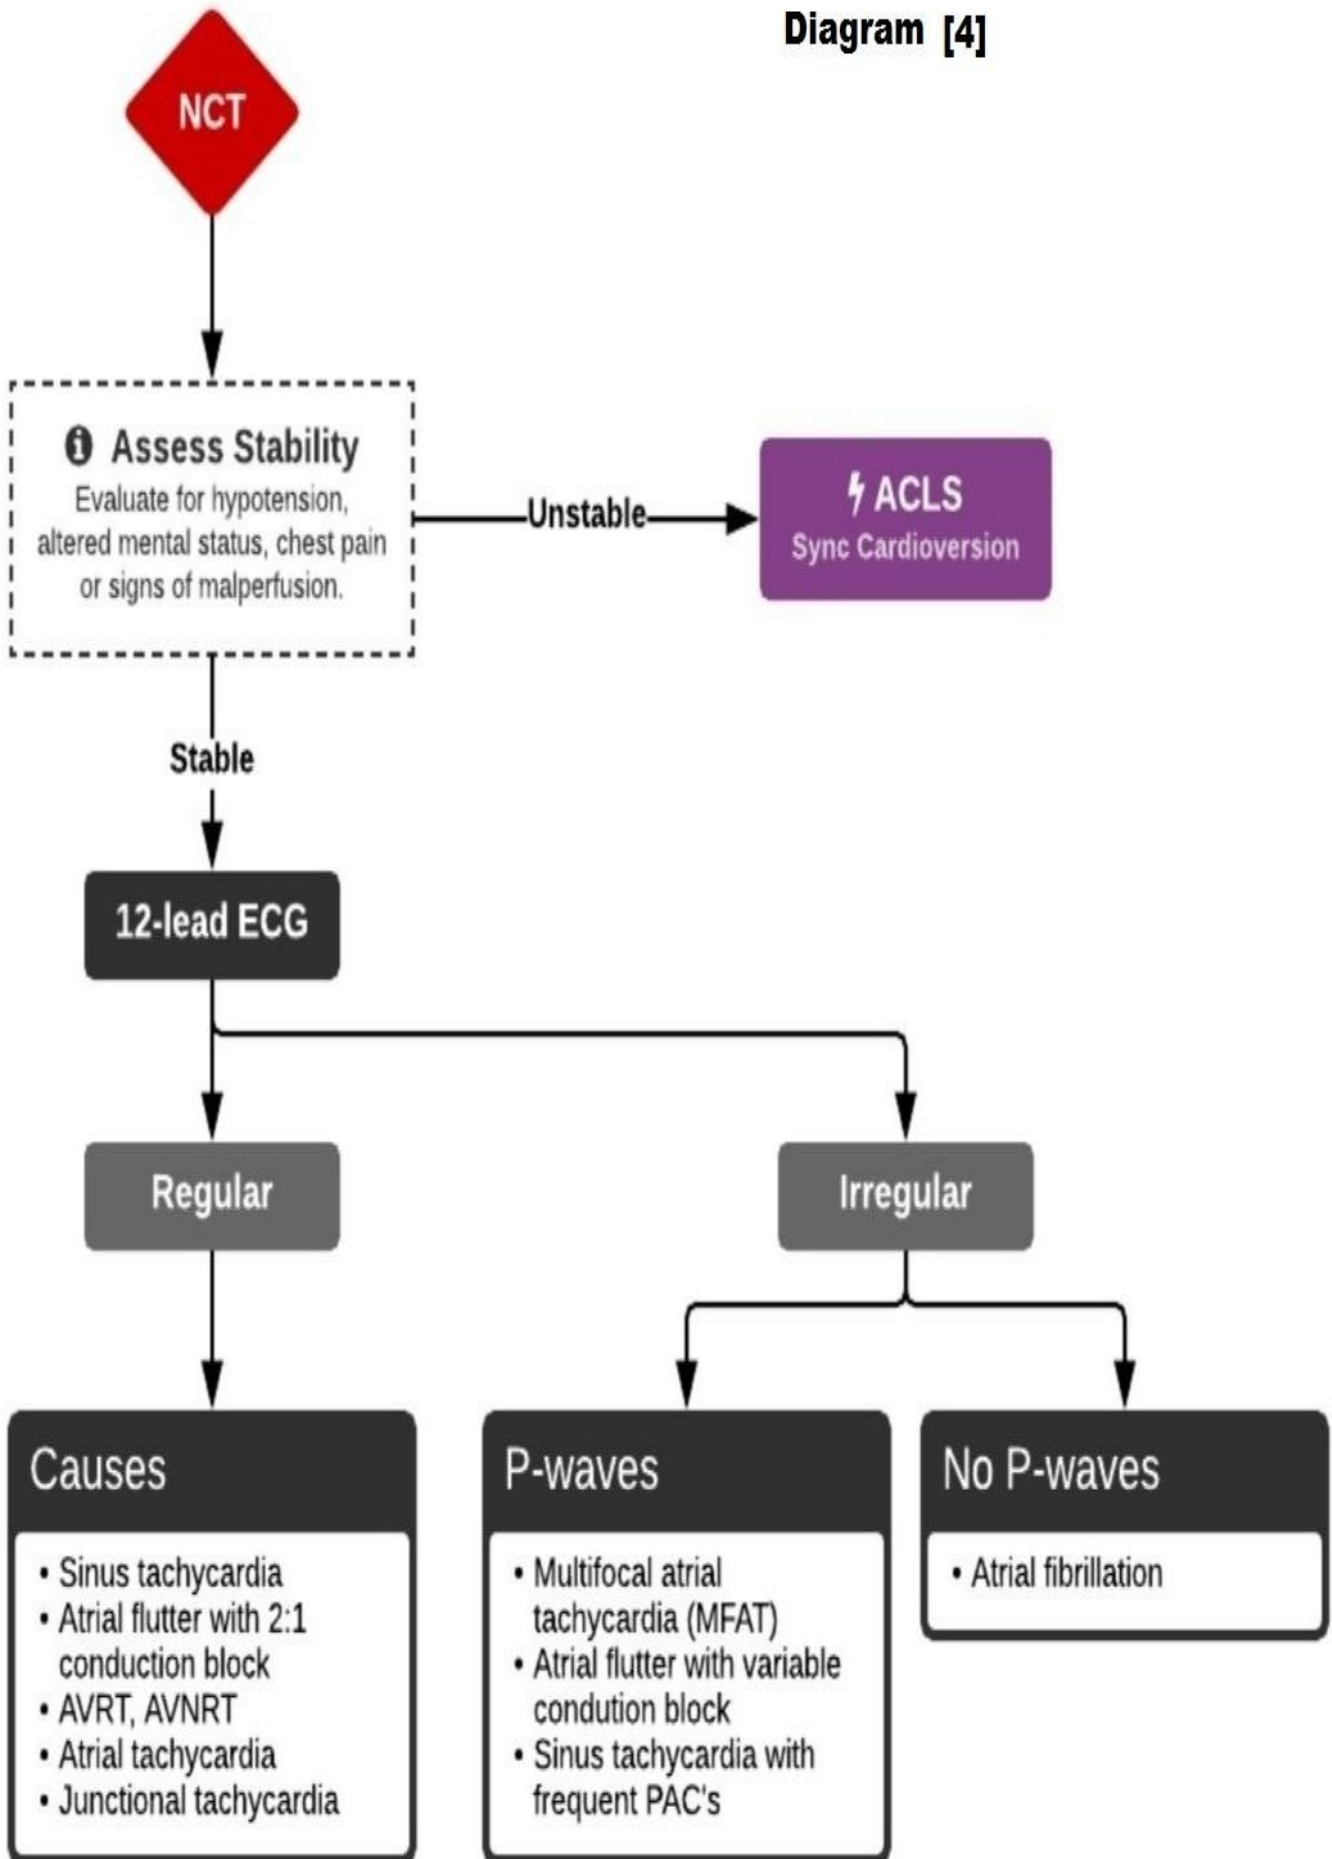 Diagram [4]
NCT
Assess Stability
Evaluate for hypotension,
altered mental status, chest pain
or signs of malperfusion.
Unstable
ACLS
Sync Cardioversion
Stable
12-lead ECG
Regular
Irregular
Causes
• Sinus tachycardia
• Atrial flutter with 2:1
conduction block
• AVRT, AVNRT
• Atrial tachycardia
• Junctional tachycardia
P-waves
• Multifocal atrial
tachycardia (MFAT)
• Atrial flutter with variable
condution block
• Sinus tachycardia with
frequent PAC's
No P-waves
• Atrial fibrillation